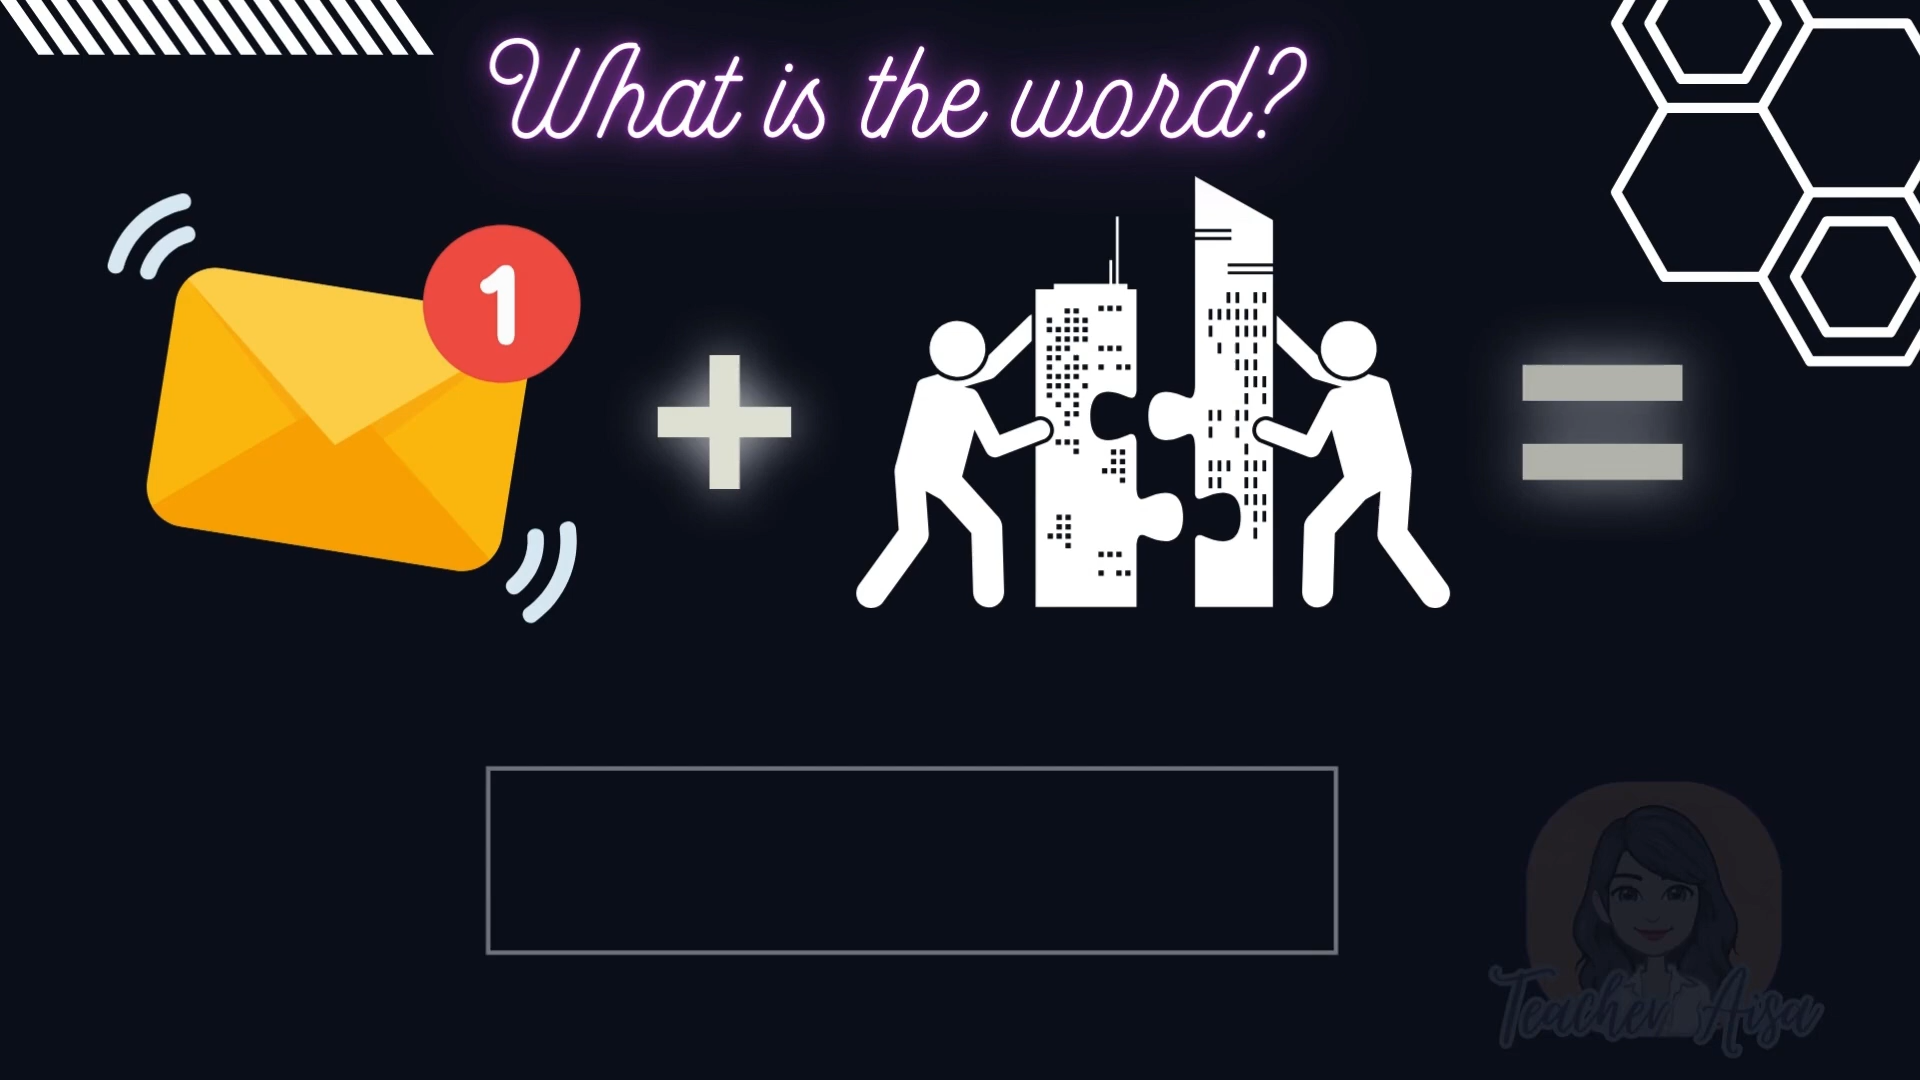 What is the word?
1
+
=
Teacher Aisa